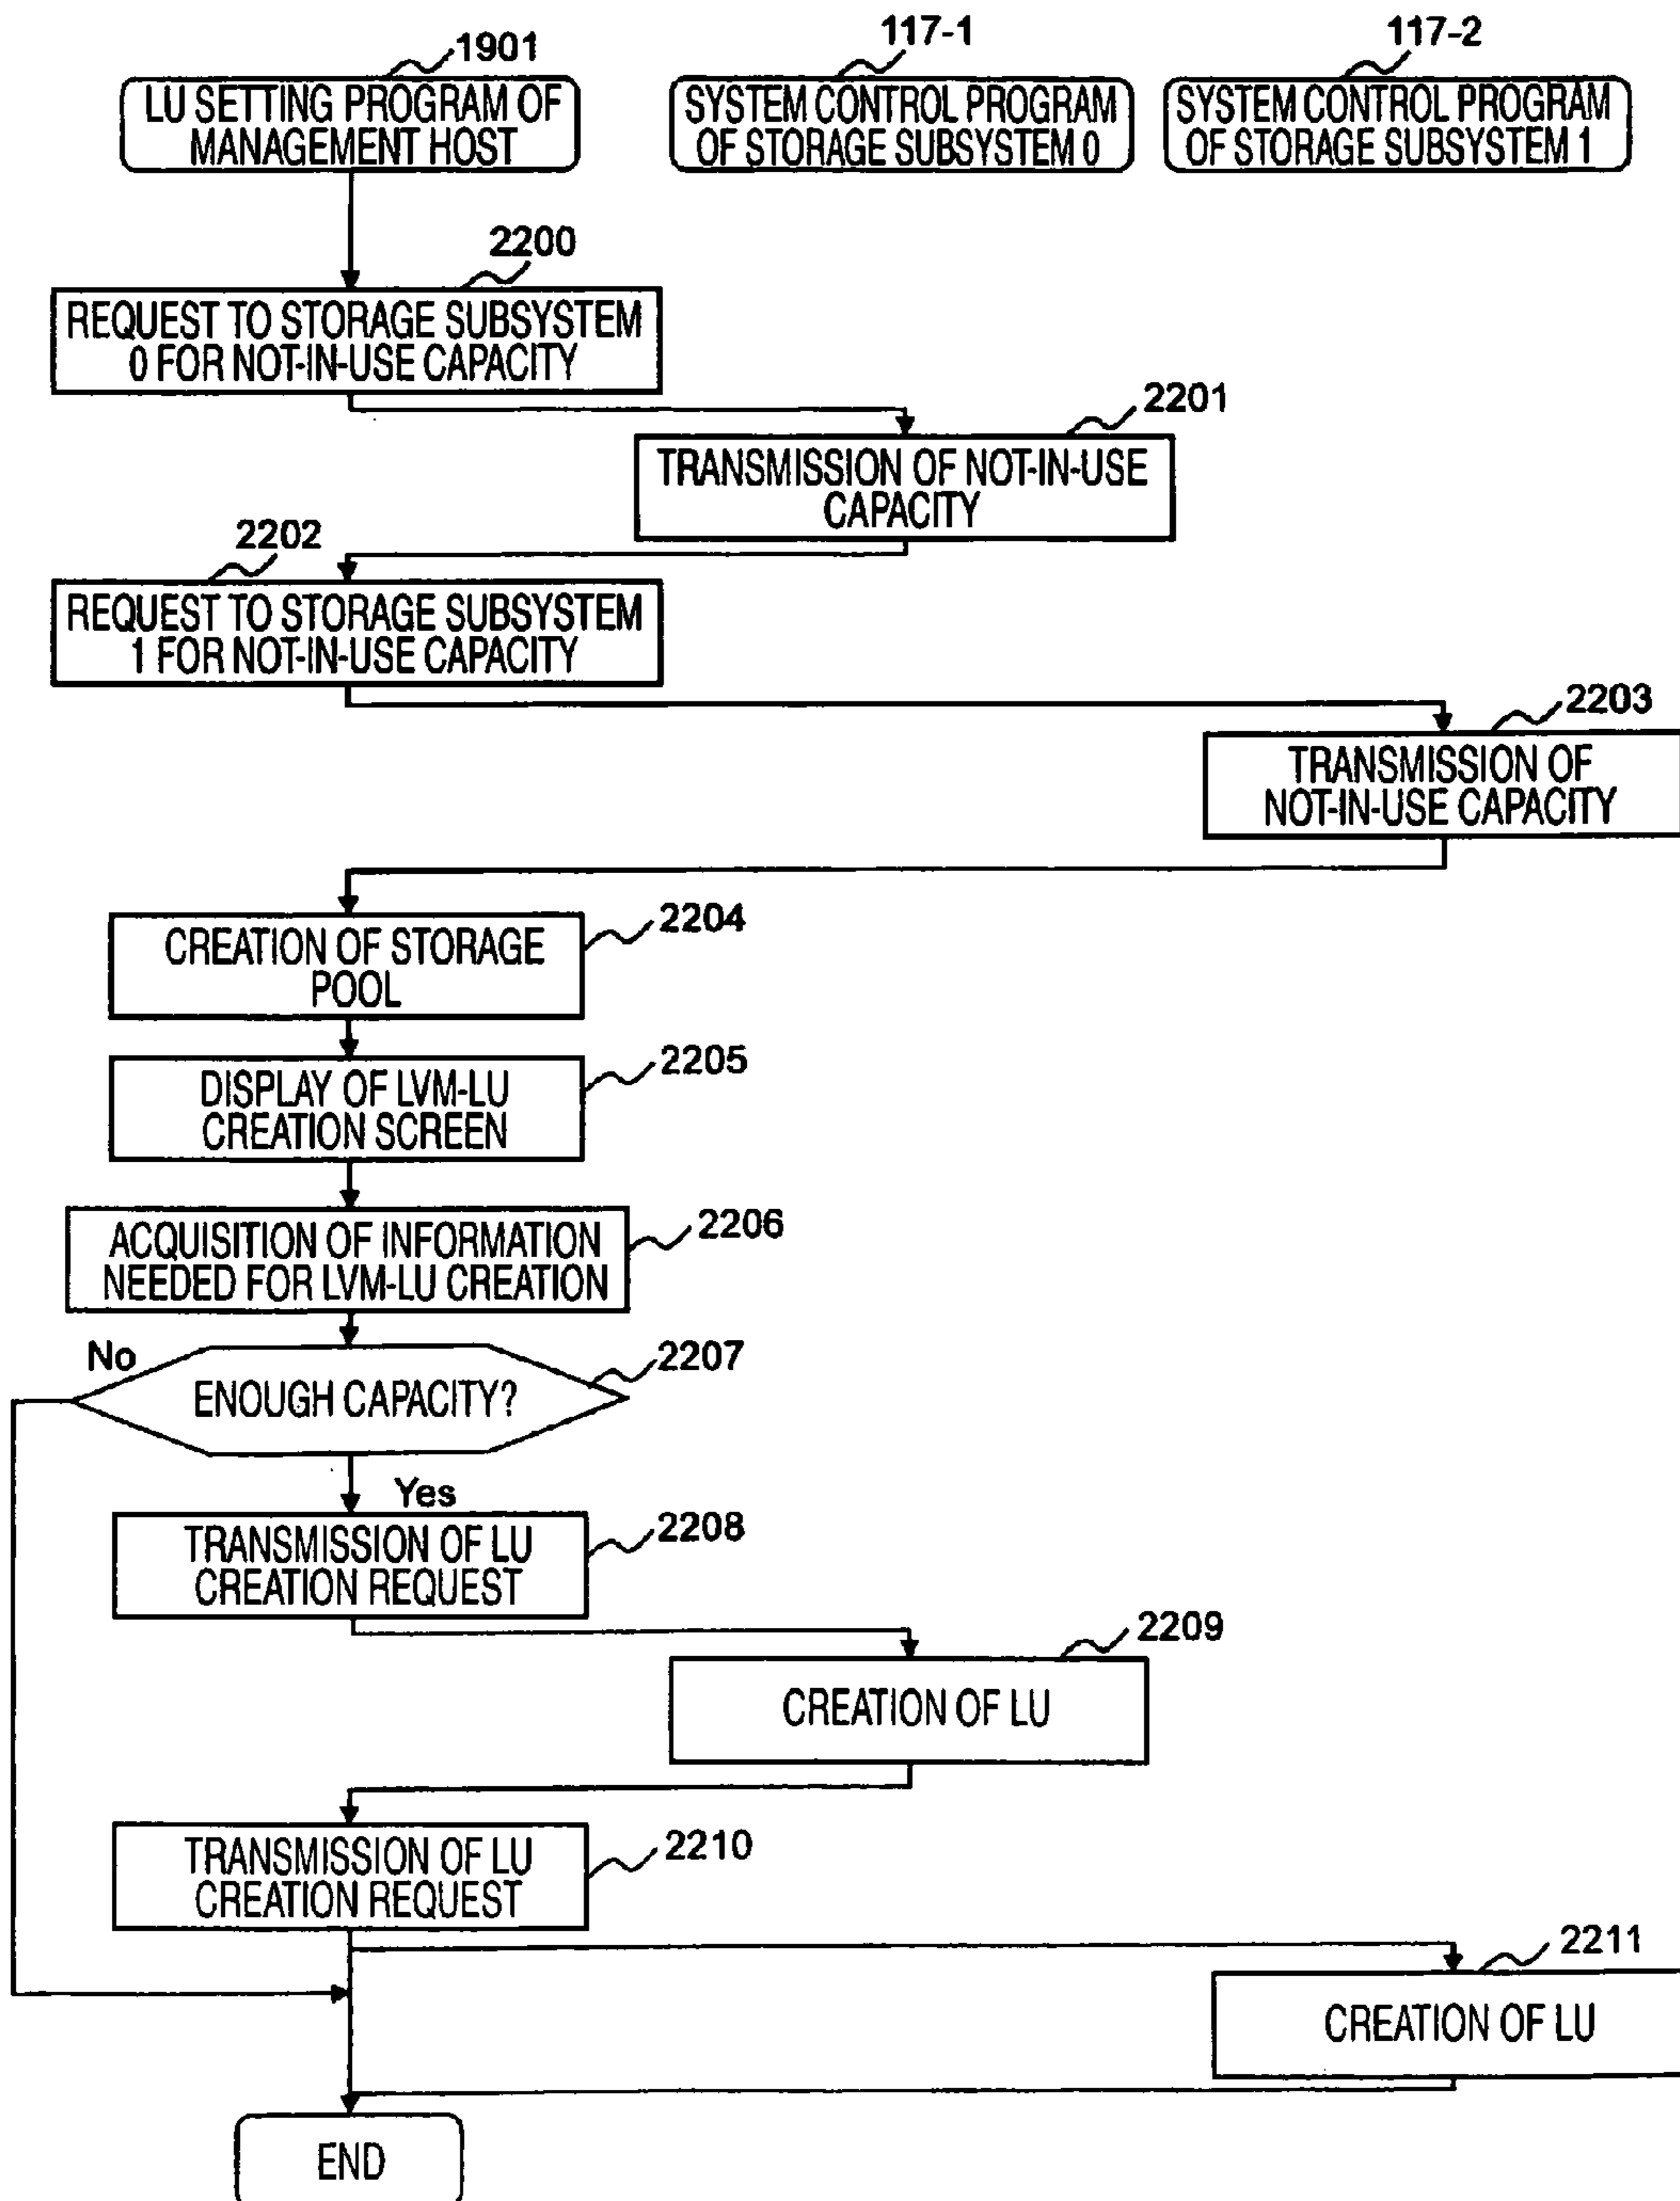 1901
117-1
117-2
LU SETTING PROGRAM OF
MANAGEMENT HOST
SYSTEM CONTROL PROGRAM
OF STORAGE SUBSYSTEM 0
SYSTEM CONTROL PROGRAM
OF STORAGE SUBSYSTEM 1
2200
REQUEST TO STORAGE SUBSYSTEM
0 FOR NOT-IN-USE CAPACITY
2201
TRANSMISSION OF NOT-IN-USE
CAPACITY
2202
REQUEST TO STORAGE SUBSYSTEM
1 FOR NOT-IN-USE CAPACITY
2203
TRANSMISSION OF
NOT-IN-USE CAPACITY
2204
CREATION OF STORAGE
POOL
2205
DISPLAY OF LVM-LU
CREATION SCREEN
2206
ACQUISITION OF INFORMATION
NEEDED FOR LVM-LU CREATION
No
2207
ENOUGH CAPACITY?
Yes
2208
TRANSMISSION OF LU
CREATION REQUEST
2209
CREATION OF LU
2210
TRANSMISSION OF LU
CREATION REQUEST
2211
CREATION OF LU
END